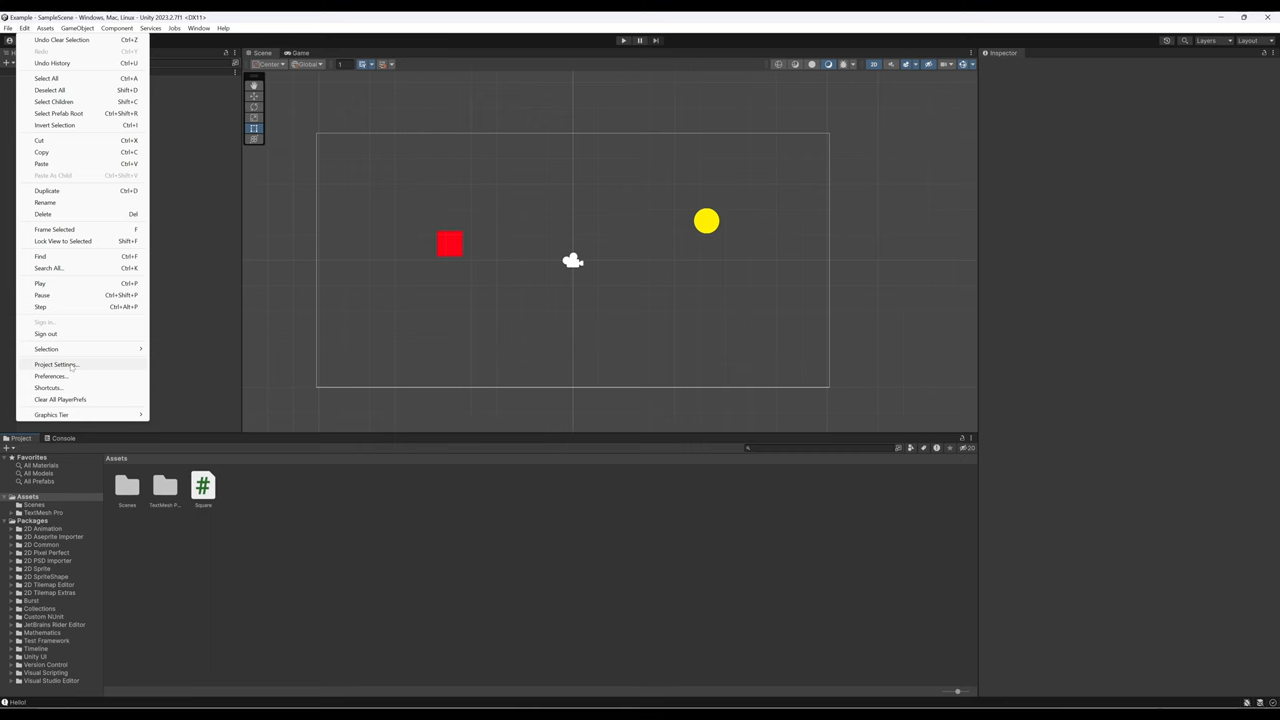 Example - SampleScene - Windows, Mac, Linux - Unity 2023.2.7f1 <DX11>
File Edit Assets GameObject Component Services Jobs Window Help
Undo Clear Selection Ctrl+Z
Redo Ctrl+Y
Undo History Ctrl+U
Select All Ctrl+A
Deselect All Shift+D
Select Children Shift+C
Select Prefab Root Ctrl+Shift+R
Invert Selection Ctrl+I
Cut Ctrl+X
Copy Ctrl+C
Paste Ctrl+V
Paste As Child Ctrl+Shift+V
Duplicate Ctrl+D
Rename
Delete Del
Frame Selected F
Lock View to Selected Shift+F
Find Ctrl+F
Search All... Ctrl+K
Play Ctrl+P
Pause Ctrl+Shift+P
Step Ctrl+Alt+P
Sign in...
Sign out
Selection
Project Settings...
Preferences...
Shortcuts...
Clear All PlayerPrefs
Graphics Tier
Layers Layout
Scene Game
Center Global 1 2D
Inspector
Project Console
20
Favorites
All Materials
All Models
All Prefabs
Assets
Scenes
TextMesh Pro
Packages
2D Animation
2D Aseprite Importer
2D Common
2D Pixel Perfect
2D PSD Importer
2D Sprite
2D SpriteShape
2D Tilemap Editor
2D Tilemap Extras
Burst
Collections
Custom NUnit
JetBrains Rider Editor
Mathematics
Test Framework
Timeline
Unity UI
Version Control
Visual Scripting
Visual Studio Editor
Assets
#
Scenes TextMesh P... Square
Hello!